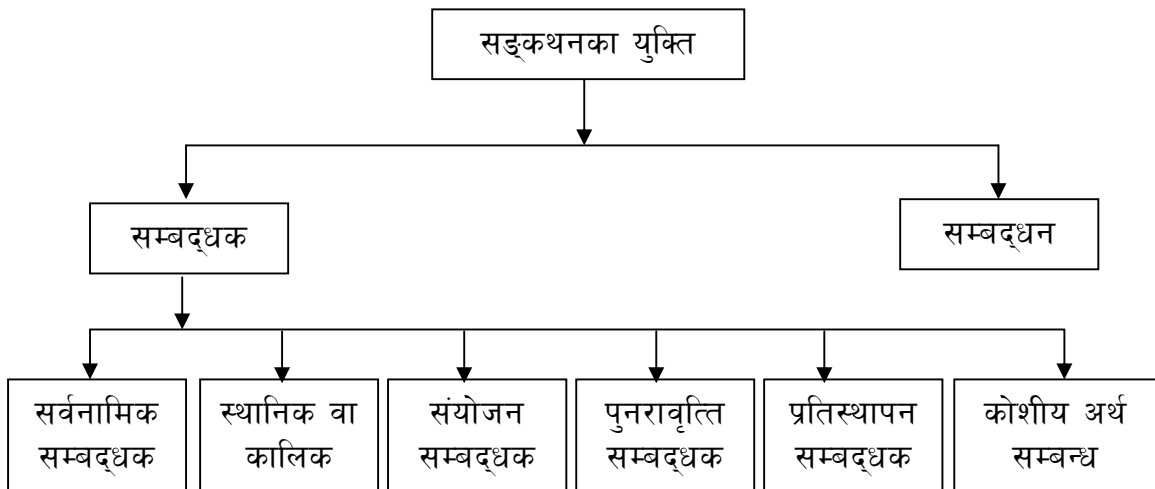 सङ्कथनका युक्ति
सम्बद्धक
सम्बद्धन
सर्वनामिक
सम्बद्धक
स्थानिक वा
कालिक
संयोजन
सम्बद्धक
पुनरावृत्ति
सम्बद्धक
प्रतिस्थापन
सम्बद्धक
कोशीय अर्थ
सम्बन्ध